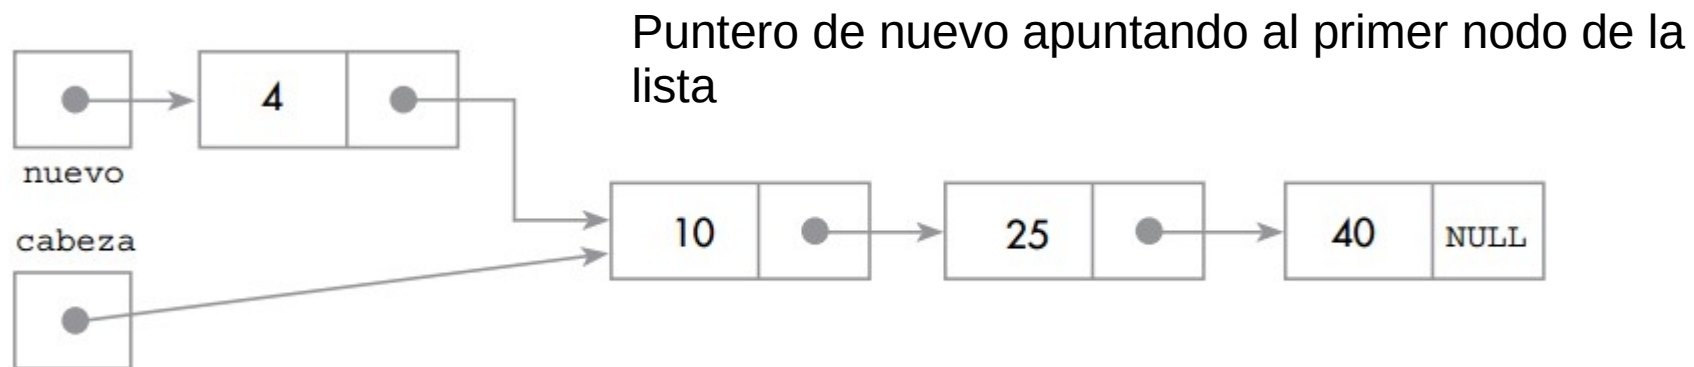 Puntero de nuevo apuntando al primer nodo de la
lista
4
nuevo
cabeza
10
25
40
NULL